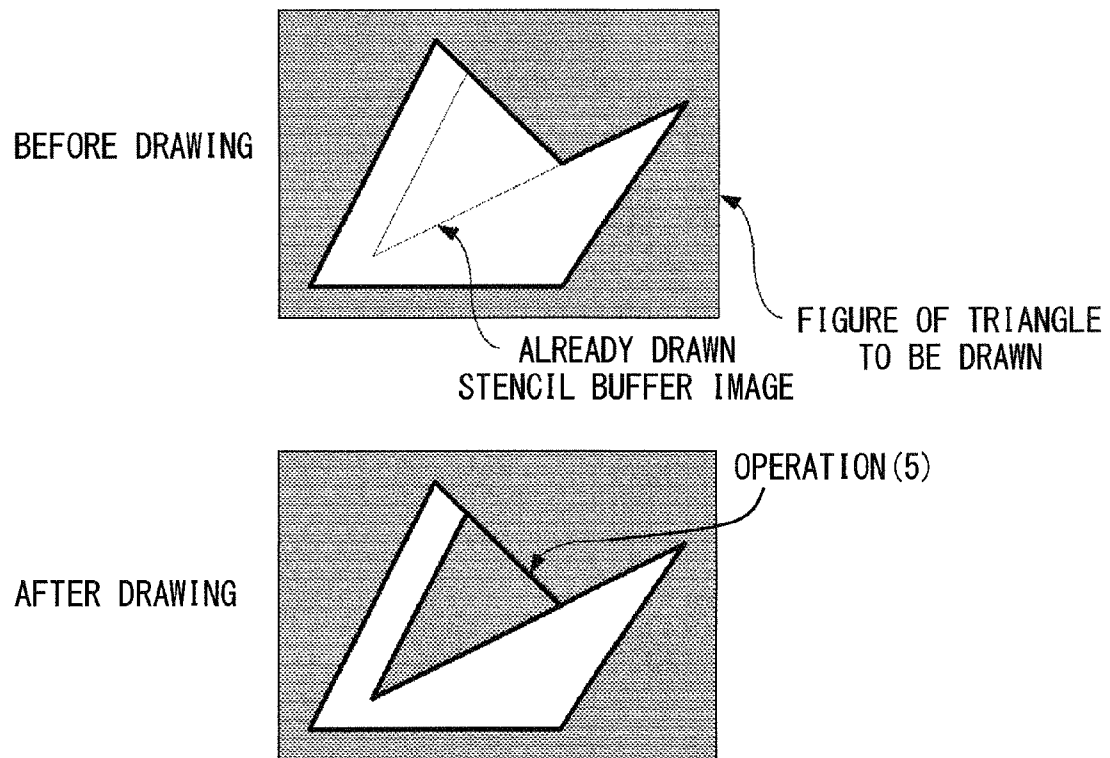 BEFORE DRAWING
FIGURE OF TRIANGLE
TO BE DRAWN
ALREADY DRAWN
STENCIL BUFFER IMAGE
OPERATION(5)
AFTER DRAWING